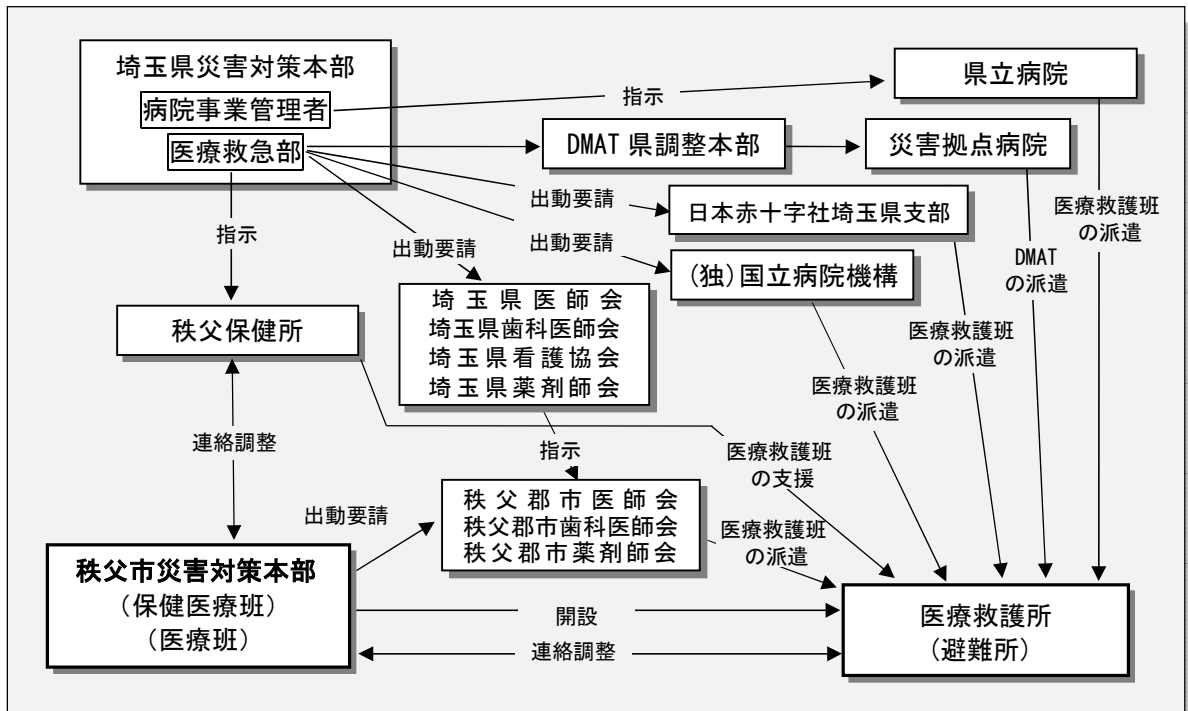 埼玉県災害対策本部
病院事業管理者
医療救急部
指示
県立病院
DMAT 県調整本部
災害拠点病院
出動要請
日本赤十字社埼玉県支部
医療救護班
の派遣
指示
出動要請
出動要請
(独)国立病院機構
DMAT
の派遣
埼玉県医師会
埼玉県歯科医師会
埼玉県看護協会
埼玉県薬剤師会
秩父保健所
医療救護班
の派遣
医療救護班
の派遣
連絡調整
指示
医療救護班
の支援
出動要請
秩父郡市医師会
秩父郡市歯科医師会
秩父郡市薬剤師会
医療救護班
の派遣
秩父市災害対策本部
(保健医療班)
(医療班)
開設
連絡調整
医療救護所
(避難所)